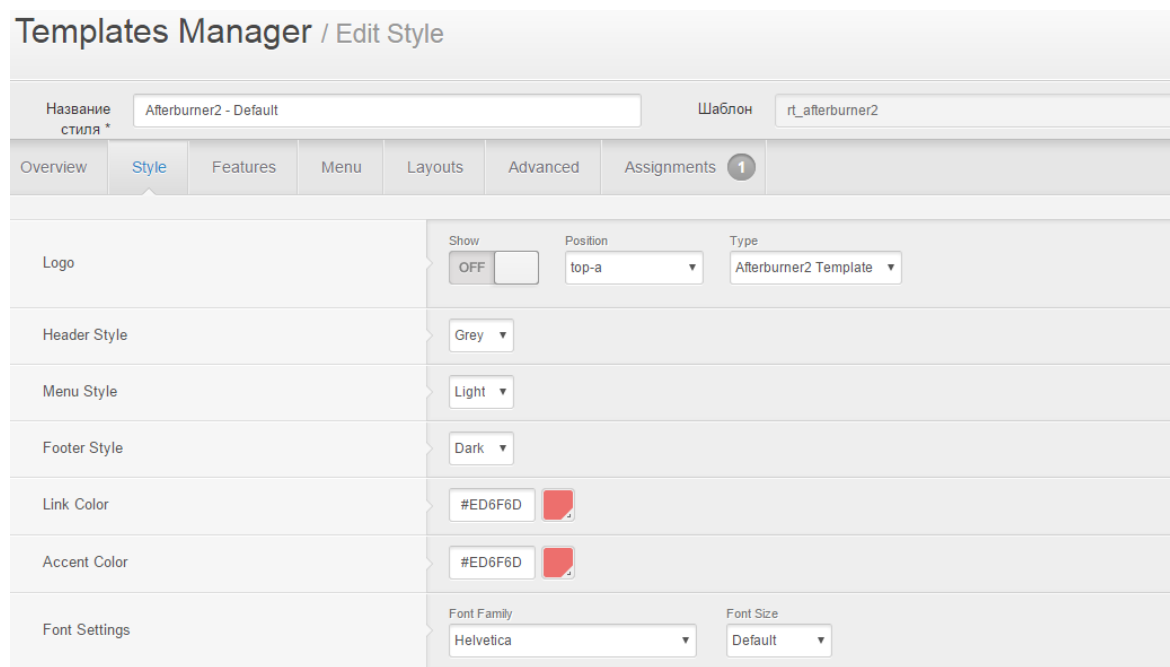 Templates Manager / Edit Style
Название стиля *
Afterburner2 - Default
Шаблон
rt_afterburner2
Overview Style Features Menu Layouts Advanced Assignments 1
Logo
Show Position Type
OFF top-a Afterburner2 Template
Header Style Grey
Menu Style Light
Footer Style Dark
Link Color #ED6F6D
Accent Color #ED6F6D
Font Settings
Font Family Font Size
Helvetica Default